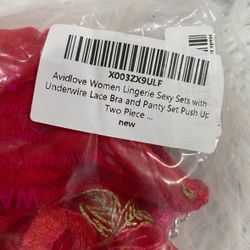 X003ZX9ULF
Avidlove Women Lingerie Sexy Sets with
Underwire Lace Bra and Panty Set Push Up
Two Piece ...
new